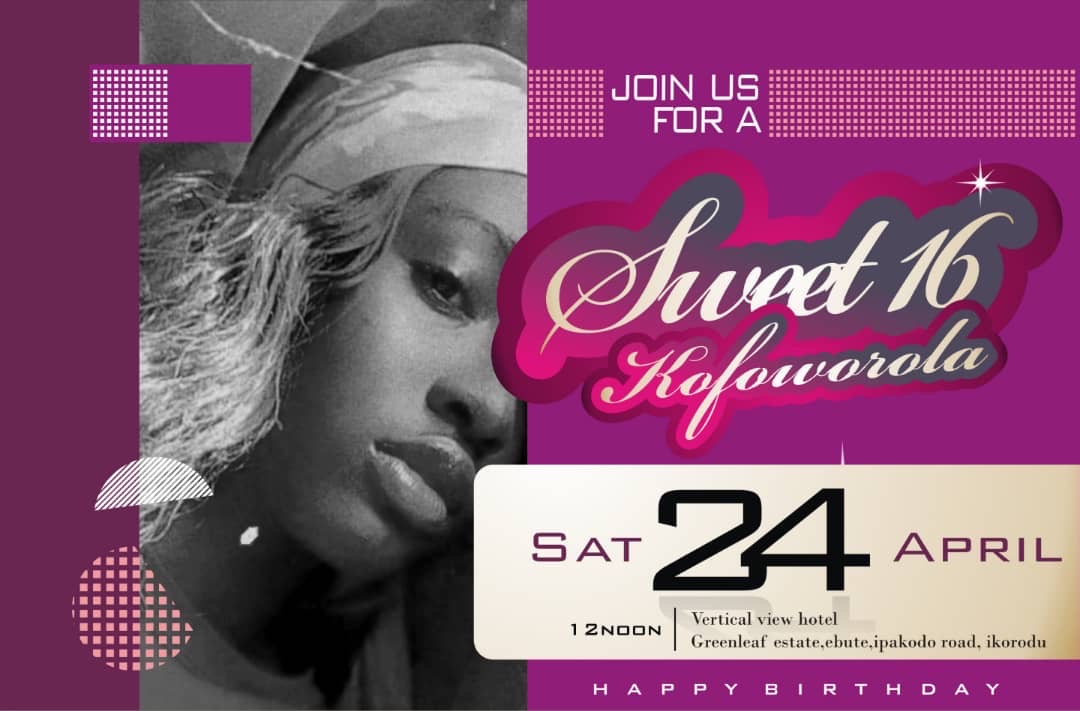 JOIN US
FOR A
Sweet 16
Kofoworola
SAT 24 APRIL
12NOON
Vertical view hotel
Greenleaf estate,ebute,ipakodo road, ikorodu
HAPPY BIRTHDAY